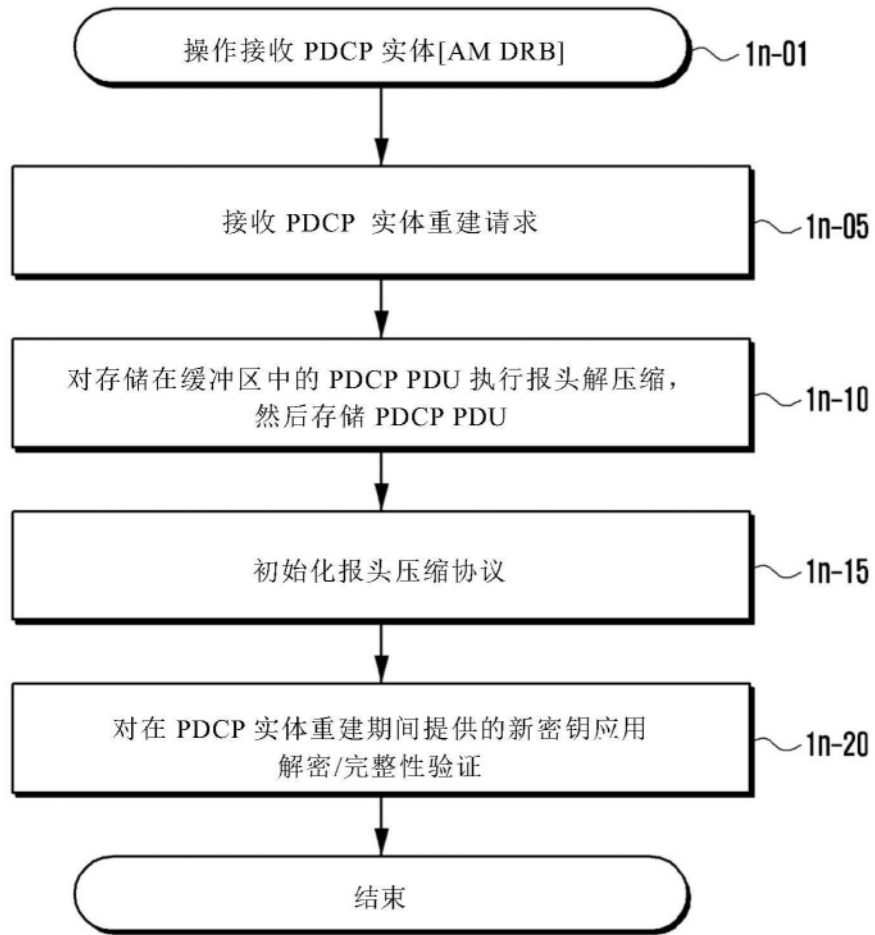 操作接收 PDCP 实体[AM DRB]
1n-01
接收 PDCP 实体重建请求
1n-05
对存储在缓冲区中的 PDCP PDU 执行报头解压缩，
然后存储 PDCP PDU
1n-10
初始化报头压缩协议
1n-15
对在 PDCP 实体重建期间提供的新密钥应用
解密/完整性验证
1n-20
结束